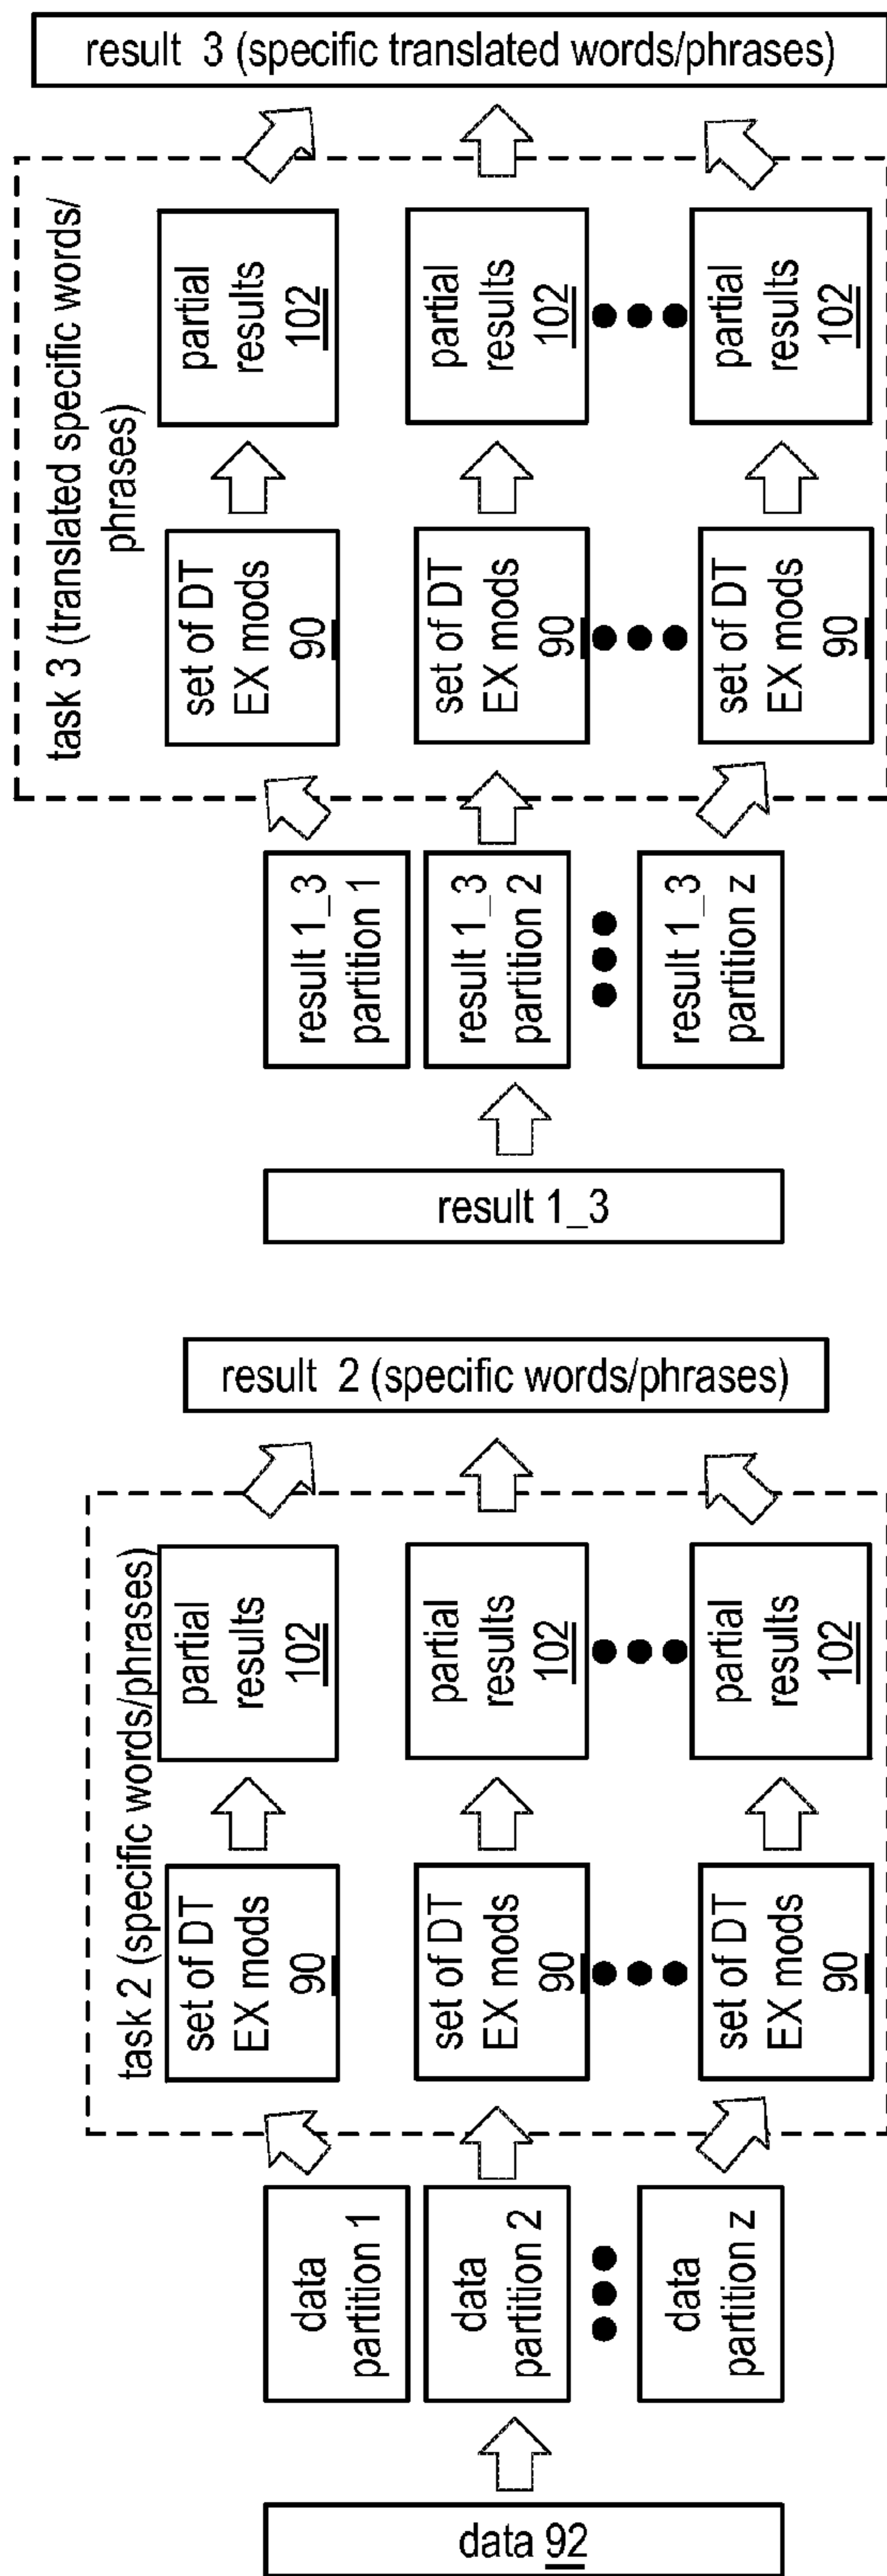 data 92
data
partition 1
data
partition 2
data
partition z
task 2 (specific words/phrases)
set of DT
EX mods
90
set of DT
EX mods
90
set of DT
EX mods
90
partial
results
102
partial
results
102
partial
results
102
result 2 (specific words/phrases)
result 1_3
result 1_3
partition 1
result 1_3
partition 2
result 1_3
partition z
task 3 (translated specific words/
phrases)
set of DT
EX mods
90
set of DT
EX mods
90
set of DT
EX mods
90
partial
results
102
partial
results
102
partial
results
102
result 3 (specific translated words/phrases)